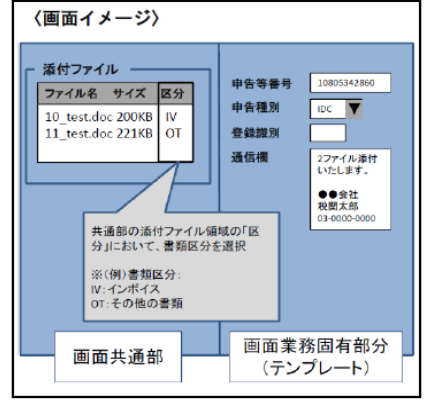 〈画面イメージ〉
添付ファイル
ファイル名 サイズ 区分
10_test.doc 200KB IV
11_test.doc 221KB OT
共通部の添付ファイル領域の「区
分」において、書類区分を選択
※(例)書類区分:
IV:インボイス
OT:その他の書類
画面共通部
申告等番号 10805342860
申告種別 IDC ▼
登録識別
通信欄
2ファイル添付
いたします。
●●会社
税関太郎
03-0000-0000
画面業務固有部分
(テンプレート)